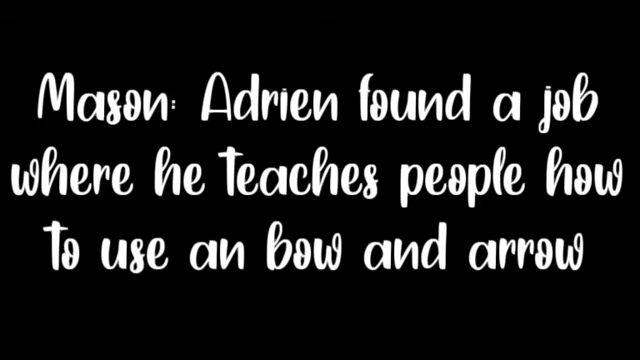 Mason: Adrien found a job
where he teaches people how
to use an bow and arrow